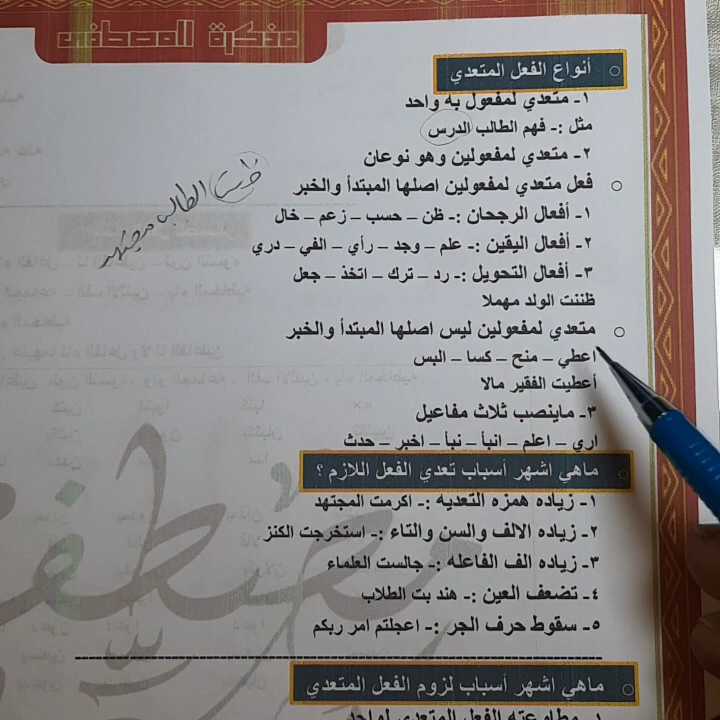 مذكرة المصطفى
أنواع الفعل المتعدي
١- متعدي لمفعول به واحد
مثل :- فهم الطالب الدرس
٢- متعدي لمفعولين وهو نوعان
فعل متعدي لمفعولين اصلها المبتدأ والخبر
الطالب مجتهد
١- أفعال الرجحان :- ظن – حسب – زعم – خال
٢- أفعال اليقين :- علم – وجد – رأي – الفي – دري
٣- أفعال التحويل :- رد – ترك – اتخذ – جعل
ظننت الولد مهملا
متعدي لمفعولين ليس اصلها المبتدأ والخبر
اعطي – منح – كسا – البس
أعطيت الفقير مالا
٣- ماينصب ثلاث مفاعيل
اري – اعلم – انبأ – نبأ – اخبر – حدث
ماهي اشهر أسباب تعدي الفعل اللازم ؟
١- زياده همزه التعديه :- اكرمت المجتهد
٢- زياده الالف والسن والتاء :- استخرجت الكنز
٣- زياده الف الفاعله :- جالست العلماء
٤- تضعف العين :- هند بت الطلاب
٥- سقوط حرف الجر :- اعجلتم امر ربكم
ماهي اشهر أسباب لزوم الفعل المتعدي
١- مطاوعته الفعل المتعدي لواحد